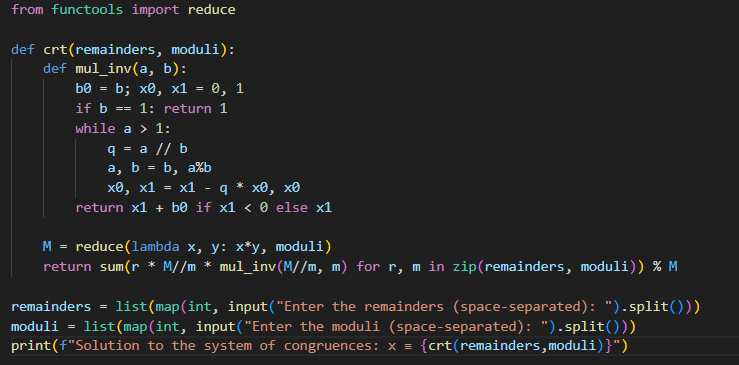 from functools import reduce
def crt(remainders, moduli):
    def mul_inv(a, b):
        b0 = b; x0, x1 = 0, 1
        if b == 1: return 1
        while a > 1:
            q = a // b
            a, b = b, a%b
            x0, x1 = x1 - q * x0, x0
        return x1 + b0 if x1 < 0 else x1
    M = reduce(lambda x, y: x*y, moduli)
    return sum(r * M//m * mul_inv(M//m, m) for r, m in zip(remainders, moduli)) % M
remainders = list(map(int, input("Enter the remainders (space-separated): ").split()))
moduli = list(map(int, input("Enter the moduli (space-separated): ").split()))
print(f"Solution to the system of congruences: x ≡ {crt(remainders,moduli)}")